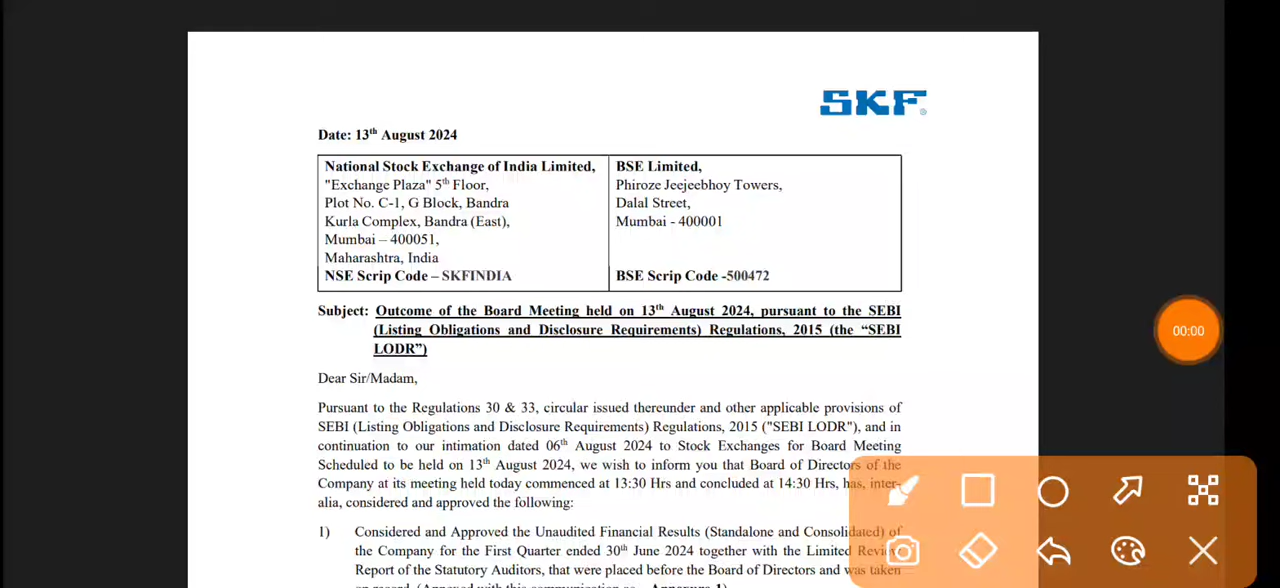 SKF®
Date: 13th August 2024
National Stock Exchange of India Limited,
"Exchange Plaza" 5th Floor,
Plot No. C-1, G Block, Bandra
Kurla Complex, Bandra (East),
Mumbai – 400051,
Maharashtra, India
NSE Scrip Code – SKFINDIA
BSE Limited,
Phiroze Jeejeebhoy Towers,
Dalal Street,
Mumbai - 400001
BSE Scrip Code -500472
Subject: Outcome of the Board Meeting held on 13th August 2024, pursuant to the SEBI
(Listing Obligations and Disclosure Requirements) Regulations, 2015 (the “SEBI
LODR”)
Dear Sir/Madam,
Pursuant to the Regulations 30 & 33, circular issued thereunder and other applicable provisions of
SEBI (Listing Obligations and Disclosure Requirements) Regulations, 2015 ("SEBI LODR"), and in
continuation to our intimation dated 06th August 2024 to Stock Exchanges for Board Meeting
Scheduled to be held on 13th August 2024, we wish to inform you that Board of Directors of the
Company at its meeting held today commenced at 13:30 Hrs and concluded at 14:30 Hrs, has, inter-
alia, considered and approved the following:
1) Considered and Approved the Unaudited Financial Results (Standalone and Consolidated) of
the Company for the First Quarter ended 30th June 2024 together with the Limited Review
Report of the Statutory Auditors, that were placed before the Board of Directors and was taken
on record. (Annexed with this communication as – Annexure 1)
00:00